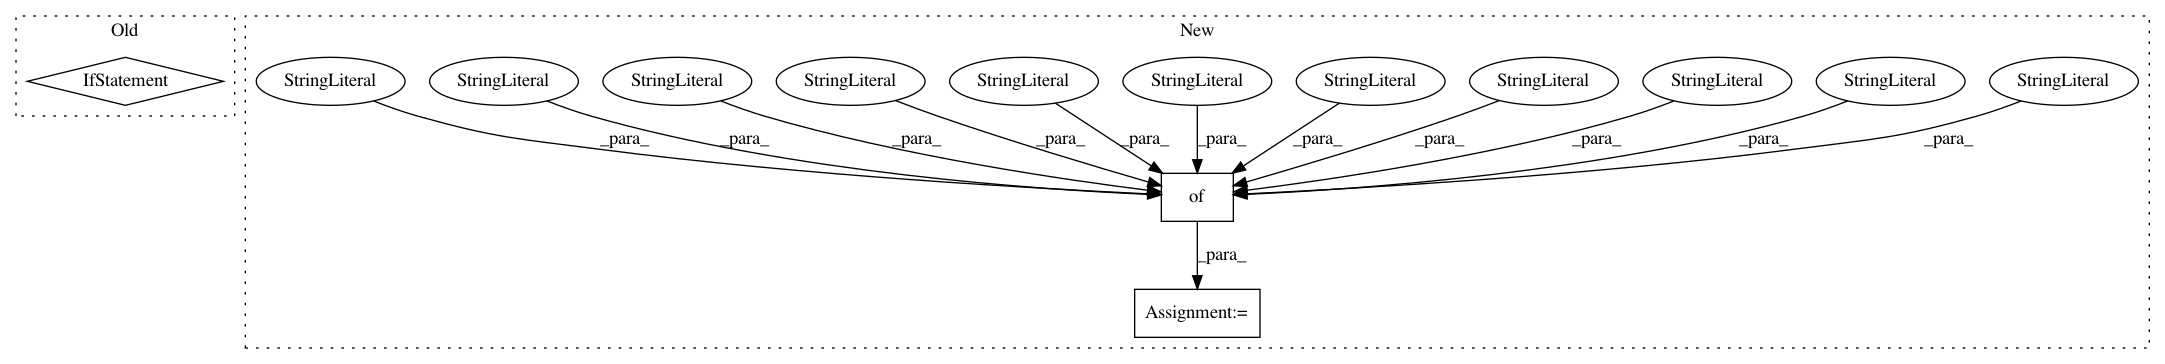 Old
New
IfStatement
StringLiteral StringLiteral StringLiteral StringLiteral StringLiteral StringLiteral StringLiteral StringLiteral StringLiteral StringLiteral StringLiteral
_para_ _para_ _para_ _para_ _para_ _para_ _para_ _para_ _para_ _para_ _para_
of
_para_
Assignment:=